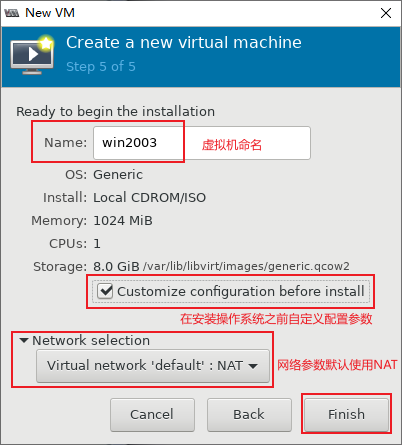 New VM
Create a new virtual machine
Step 5 of 5
Ready to begin the installation
Name: win2003 虚拟机命名
OS: Generic
Install: Local CDROM/ISO
Memory: 1024 MiB
CPUs: 1
Storage: 8.0 GiB /var/lib/libvirt/images/generic.qcow2
Customize configuration before install
在安装操作系统之前自定义配置参数
Network selection
Virtual network 'default' : NAT 网络参数默认使用NAT
Cancel Back Finish